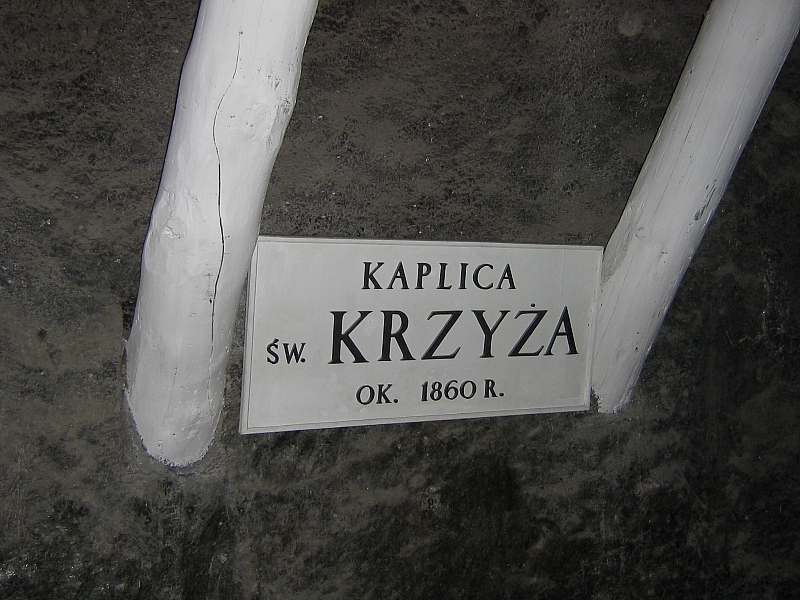 KAPLICA
ŚW. KRZYŻA
OK. 1860 R.